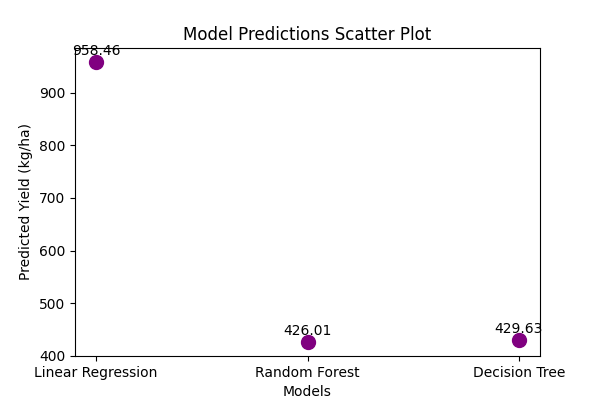 Model Predictions Scatter Plot
958.46
900
800
700
600
500
400
Predicted Yield (kg/ha)
426.01
429.63
Linear Regression
Random Forest
Decision Tree
Models